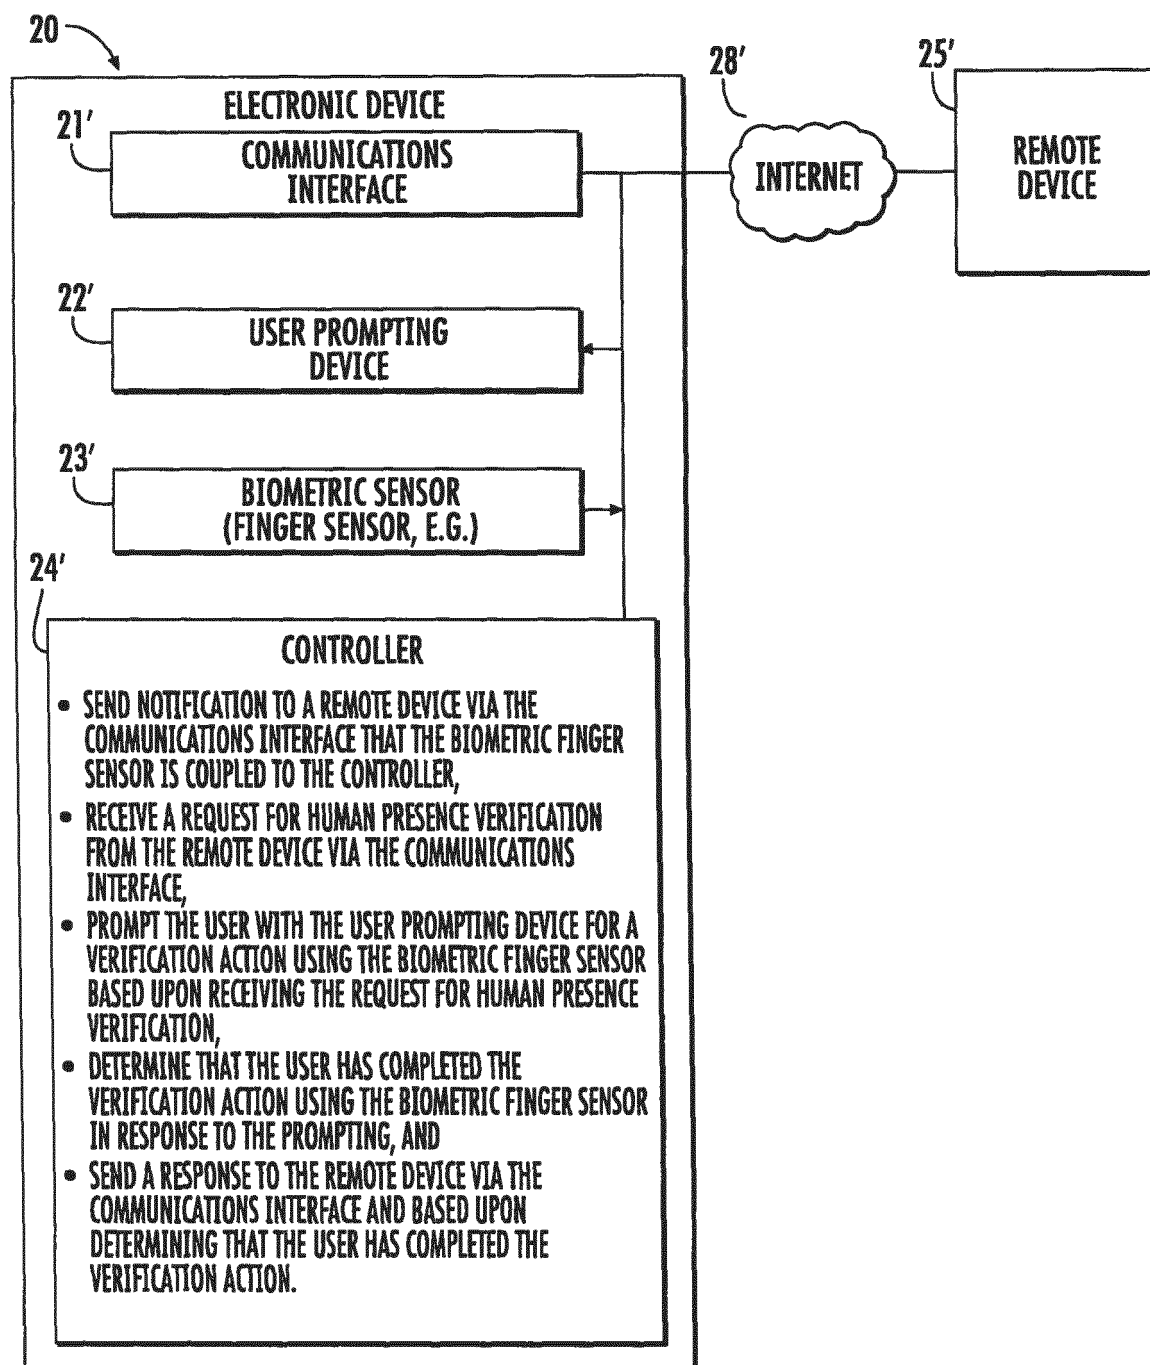 20
ELECTRONIC DEVICE
21'
COMMUNICATIONS
INTERFACE
28'
INTERNET
25'
REMOTE
DEVICE
22'
USER PROMPTING
DEVICE
23'
BIOMETRIC SENSOR
(FINGER SENSOR, E.G.)
24'
CONTROLLER
• SEND NOTIFICATION TO A REMOTE DEVICE VIA THE
COMMUNICATIONS INTERFACE THAT THE BIOMETRIC FINGER
SENSOR IS COUPLED TO THE CONTROLLER,
• RECEIVE A REQUEST FOR HUMAN PRESENCE VERIFICATION
FROM THE REMOTE DEVICE VIA THE COMMUNICATIONS
INTERFACE,
• PROMPT THE USER WITH THE USER PROMPTING DEVICE FOR A
VERIFICATION ACTION USING THE BIOMETRIC FINGER SENSOR
BASED UPON RECEIVING THE REQUEST FOR HUMAN PRESENCE
VERIFICATION,
• DETERMINE THAT THE USER HAS COMPLETED THE
VERIFICATION ACTION USING THE BIOMETRIC FINGER SENSOR
IN RESPONSE TO THE PROMPTING, AND
• SEND A RESPONSE TO THE REMOTE DEVICE VIA THE
COMMUNICATIONS INTERFACE AND BASED UPON
DETERMINING THAT THE USER HAS COMPLETED THE
VERIFICATION ACTION.